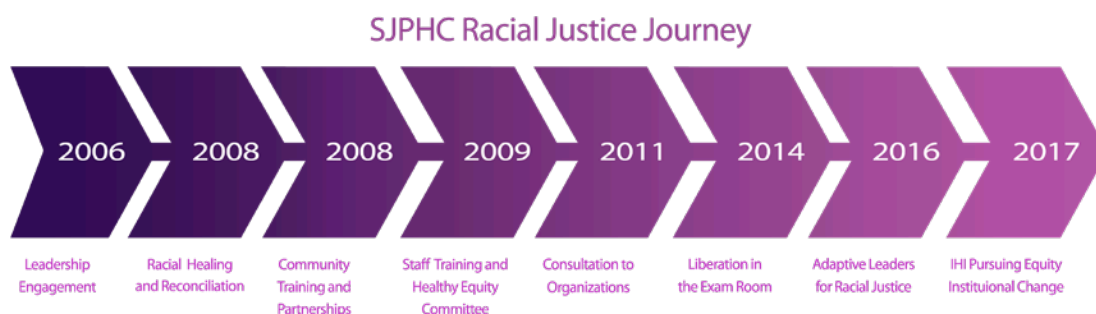 SJPHC Racial Justice Journey
2006
2008
2008
2009
2011
2014
2016
2017
Leadership
Engagement
Racial Healing
and Reconciliation
Community
Training and
Partnerships
Staff Training and
Healthy Equity
Committee
Consultation to
Organizations
Liberation in
the Exam Room
Adaptive Leaders
for Racial Justice
IHI Pursuing Equity
Instituional Change